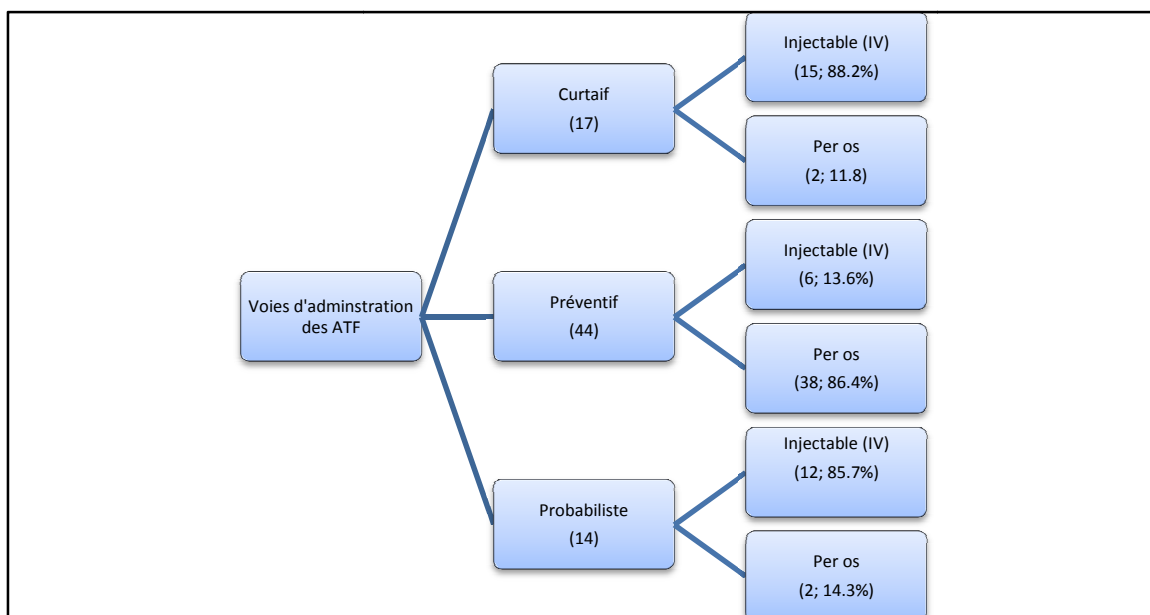 Voies d'adminstration
des ATF
Curtaif
(17)
Injectable (IV)
(15; 88.2%)
Per os
(2; 11.8)
Préventif
(44)
Injectable (IV)
(6; 13.6%)
Per os
(38; 86.4%)
Probabiliste
(14)
Injectable (IV)
(12; 85.7%)
Per os
(2; 14.3%)